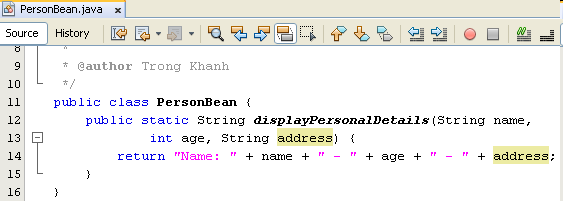 PersonBean.java x
Source History
8 *
9 * @author Trong Khanh
10 */
11 public class PersonBean {
12 public static String displayPersonalDetails(String name,
13 int age, String address) {
14 return "Name: " + name + " - " + age + " - " + address;
15 }
16 }